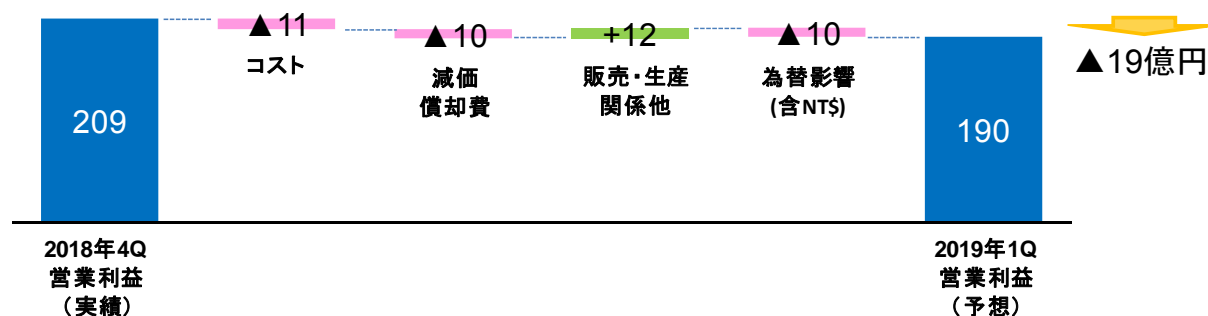 209
2018年4Q
営業利益
（実績）
▲11
コスト
▲10
減価
償却費
+12
販売・生産
関係他
▲10
為替影響
(含NT$)
190
2019年1Q
営業利益
（予想）
▲19億円